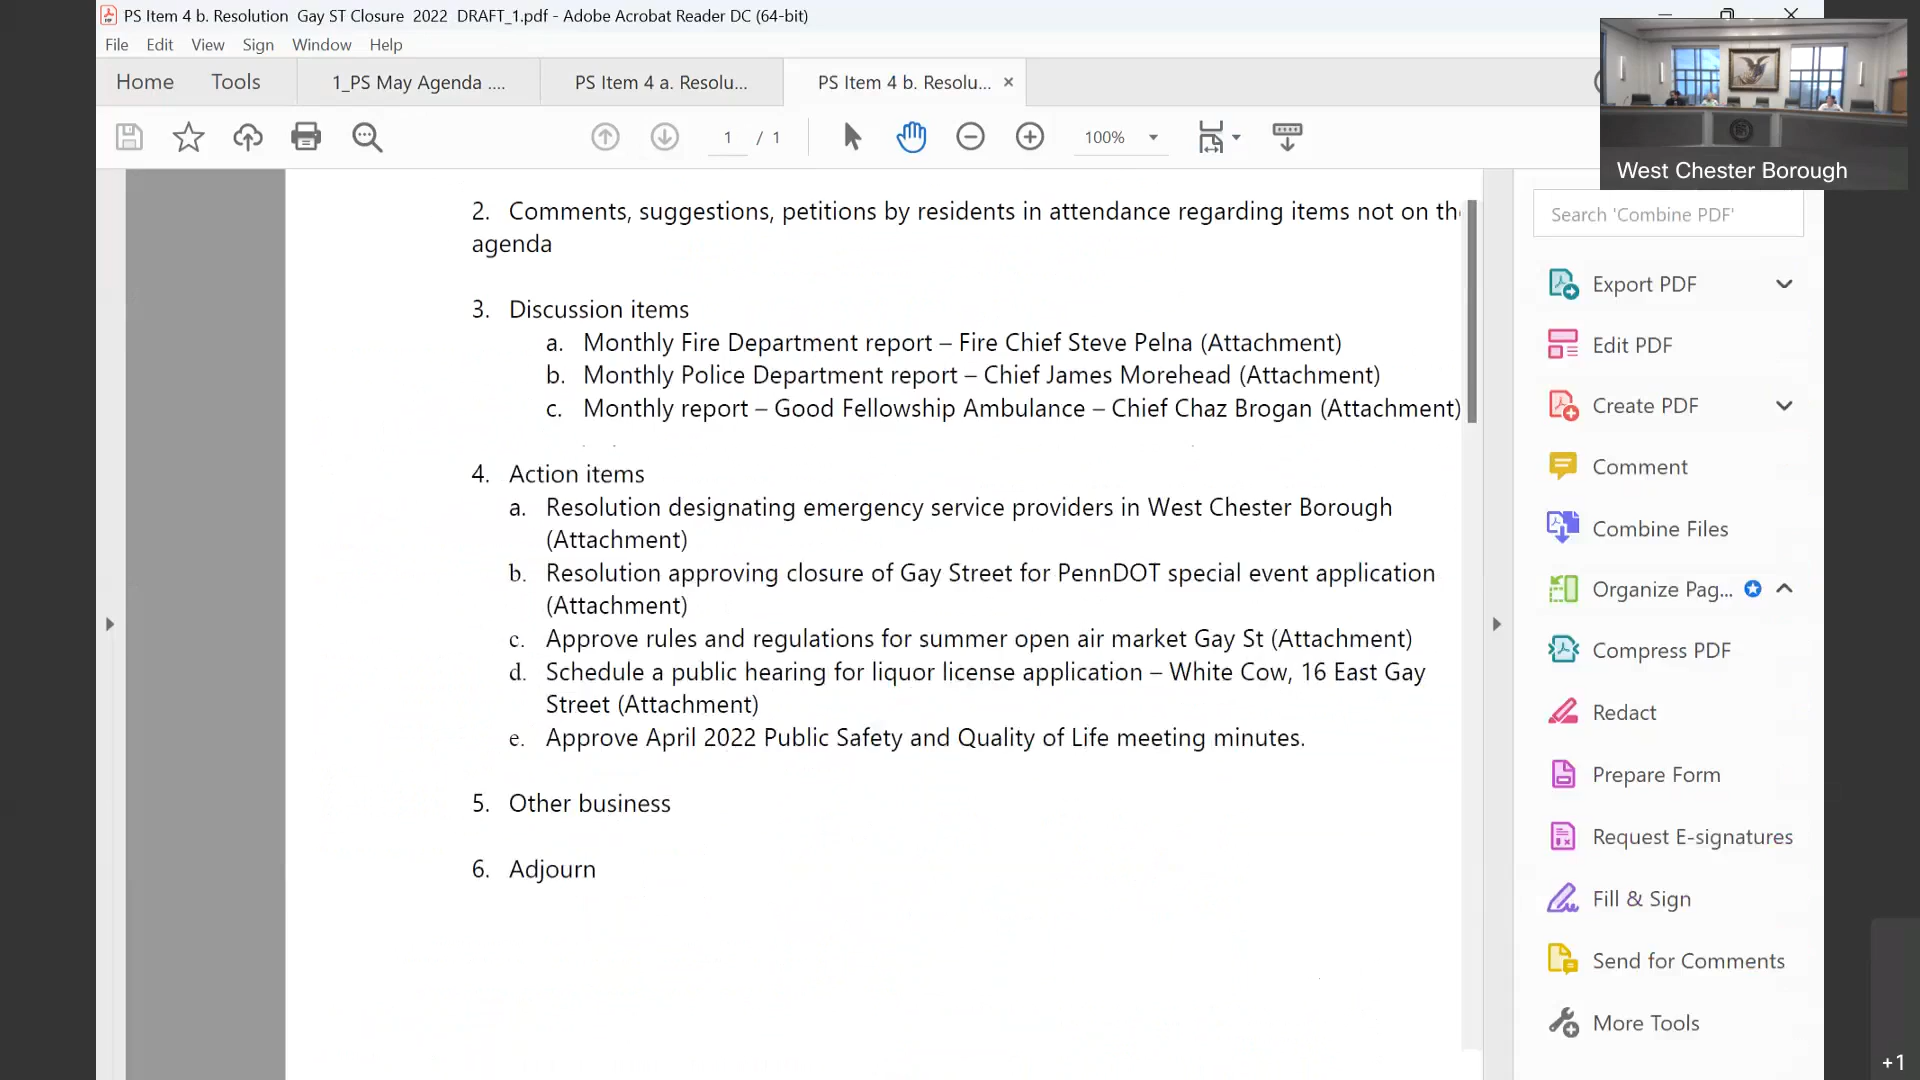 PS Item 4 b. Resolution  Gay ST Closure  2022  DRAFT_1.pdf - Adobe Acrobat Reader DC (64-bit)
File Edit View Sign Window Help
Home Tools 1_PS May Agenda .... PS Item 4 a. Resolu... PS Item 4 b. Resolu...
1 / 1 100%
West Chester Borough
Search 'Combine PDF'
2. Comments, suggestions, petitions by residents in attendance regarding items not on the
agenda
3. Discussion items
a. Monthly Fire Department report – Fire Chief Steve Pelna (Attachment)
b. Monthly Police Department report – Chief James Morehead (Attachment)
c. Monthly report – Good Fellowship Ambulance – Chief Chaz Brogan (Attachment)
4. Action items
a. Resolution designating emergency service providers in West Chester Borough
(Attachment)
b. Resolution approving closure of Gay Street for PennDOT special event application
(Attachment)
c. Approve rules and regulations for summer open air market Gay St (Attachment)
d. Schedule a public hearing for liquor license application – White Cow, 16 East Gay
Street (Attachment)
e. Approve April 2022 Public Safety and Quality of Life meeting minutes.
5. Other business
6. Adjourn
Export PDF
Edit PDF
Create PDF
Comment
Combine Files
Organize Pag...
Compress PDF
Redact
Prepare Form
Request E-signatures
Fill & Sign
Send for Comments
More Tools
+1